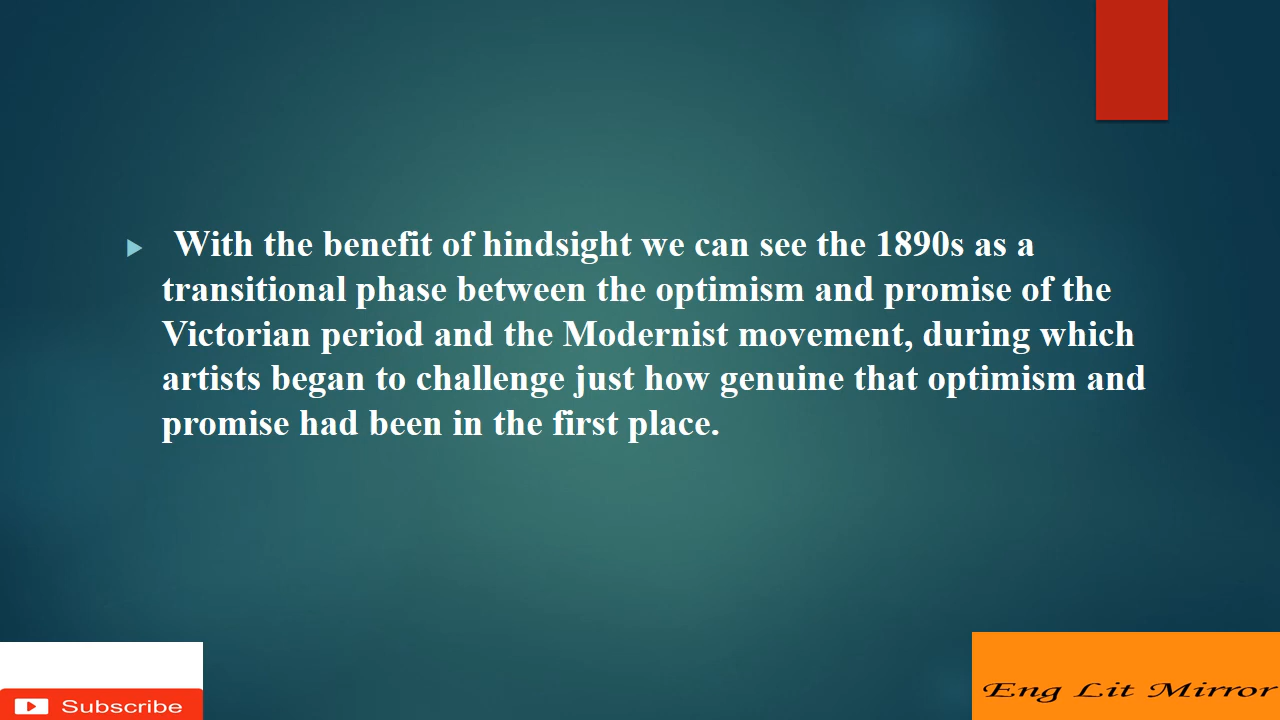 With the benefit of hindsight we can see the 1890s as a
transitional phase between the optimism and promise of the
Victorian period and the Modernist movement, during which
artists began to challenge just how genuine that optimism and
promise had been in the first place.
Subscribe
Eng Lit Mirror